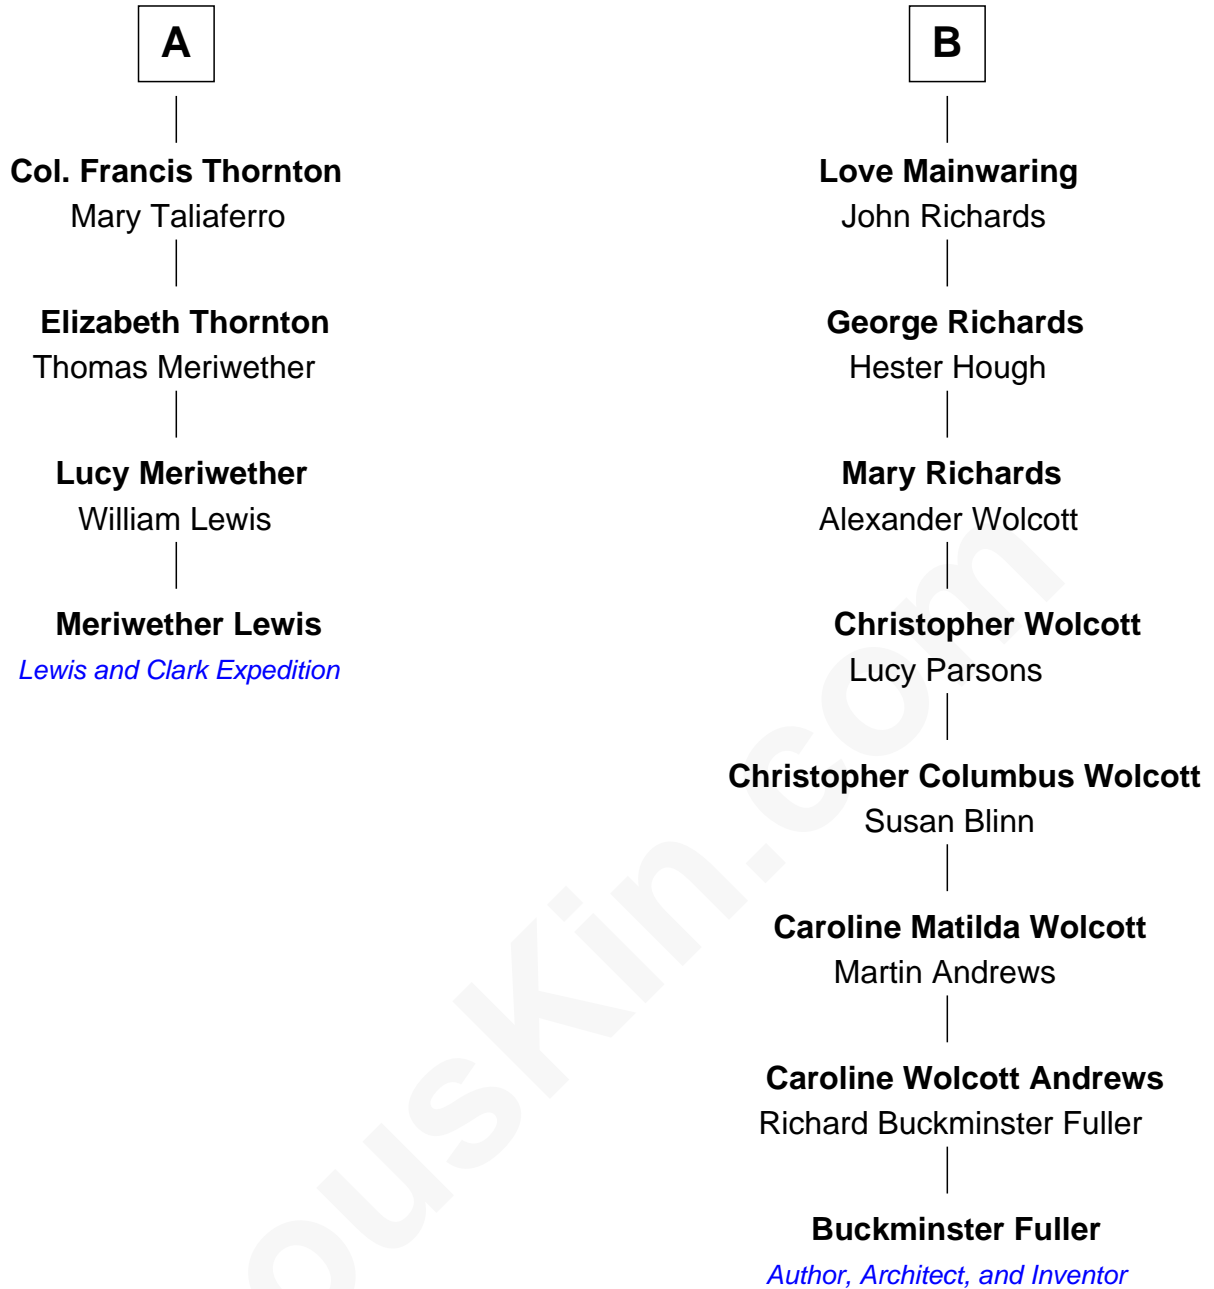 A
Col. Francis Thornton
Mary Taliaferro
Elizabeth Thornton
Thomas Meriwether
Lucy Meriwether
William Lewis
Meriwether Lewis
Lewis and Clark Expedition
B
Love Mainwaring
John Richards
George Richards
Hester Hough
Mary Richards
Alexander Wolcott
Christopher Wolcott
Lucy Parsons
Christopher Columbus Wolcott
Susan Blinn
Caroline Matilda Wolcott
Martin Andrews
Caroline Wolcott Andrews
Richard Buckminster Fuller
Buckminster Fuller
Author, Architect, and Inventor
ousKin.com